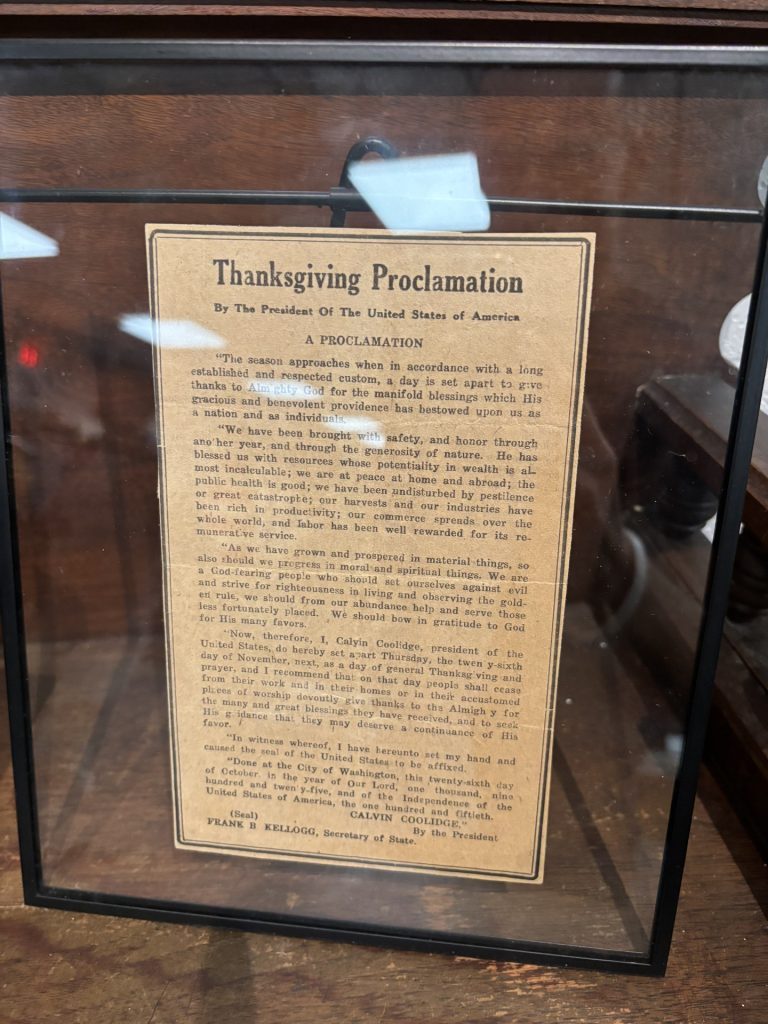 Thanksgiving Proclamation
By The President Of The United States of America
A PROCLAMATION
"The season approaches when in accordance with a long
established and respected custom, a day is set apart to give
thanks to Almighty God for the manifold blessings which His
gracious and benevolent providence has bestowed upon us as
a nation and as individuals.
"We have been brought with safety, and honor through
another year, and through the generosity of nature. He has
blessed us with resources whose potentiality in wealth is al-
most incalculable; we are at peace at home and abroad; the
public health is good; we have been undisturbed by pestilence
or great catastrophe; our harvests and our industries have
been rich in productivity; our commerce spreads over the
whole world, and labor has been well rewarded for its re-
munerative service.
"As we have grown and prospered in material things, so
also should we progress in moral and spiritual things. We are
a God-fearing people who should set ourselves against evil
and strive for righteousness in living and observing the gold-
en rule, we should from our abundance help and serve those
less fortunately placed. We should bow in gratitude to God
for His many favors.
"Now, therefore, I, Calvin Coolidge, president of the
United States, do hereby set apart Thursday, the twen y-sixth
day of November, next, as a day of general Thanksg ving and
prayer, and I recommend that on that day people shall cease
from their work and in their homes or in their accustomed
places of worship devoutly give thanks to the Almigh y for
the many and great blessings they have received, and to seek
His g idance that they may deserve a continuance of His
favor.
"In witness whereof, I have hereunto set my hand and
caused the seal of the United States to be affixed.
"Done at the City of Washington, this twenty-sixth day
of October, in the year of Our Lord, one thousand, nine
hundred and twen'y-five, and of the Independence of the
United States of America, the one hundred and fiftieth.
(Seal) CALVIN COOLIDGE,"
By the President
FRANK B KELLOGG, Secretary of State.